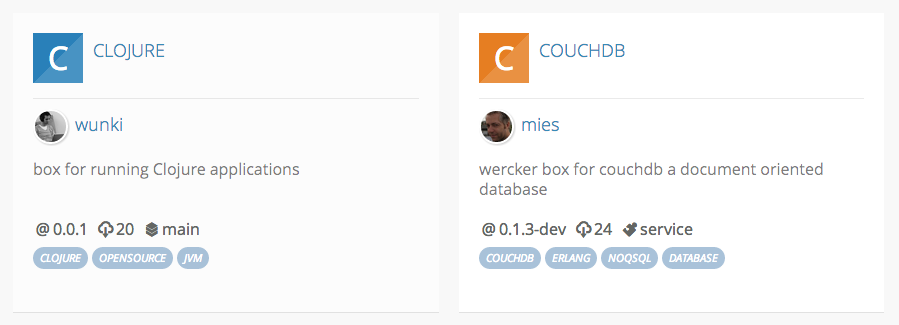 C CLOJURE
wunki
box for running Clojure applications
@ 0.0.1 20 main
CLOJURE OPENSOURCE JVM
C COUCHDB
mies
wercker box for couchdb a document oriented
database
@ 0.1.3-dev 24 service
COUCHDB ERLANG NOQSQL DATABASE